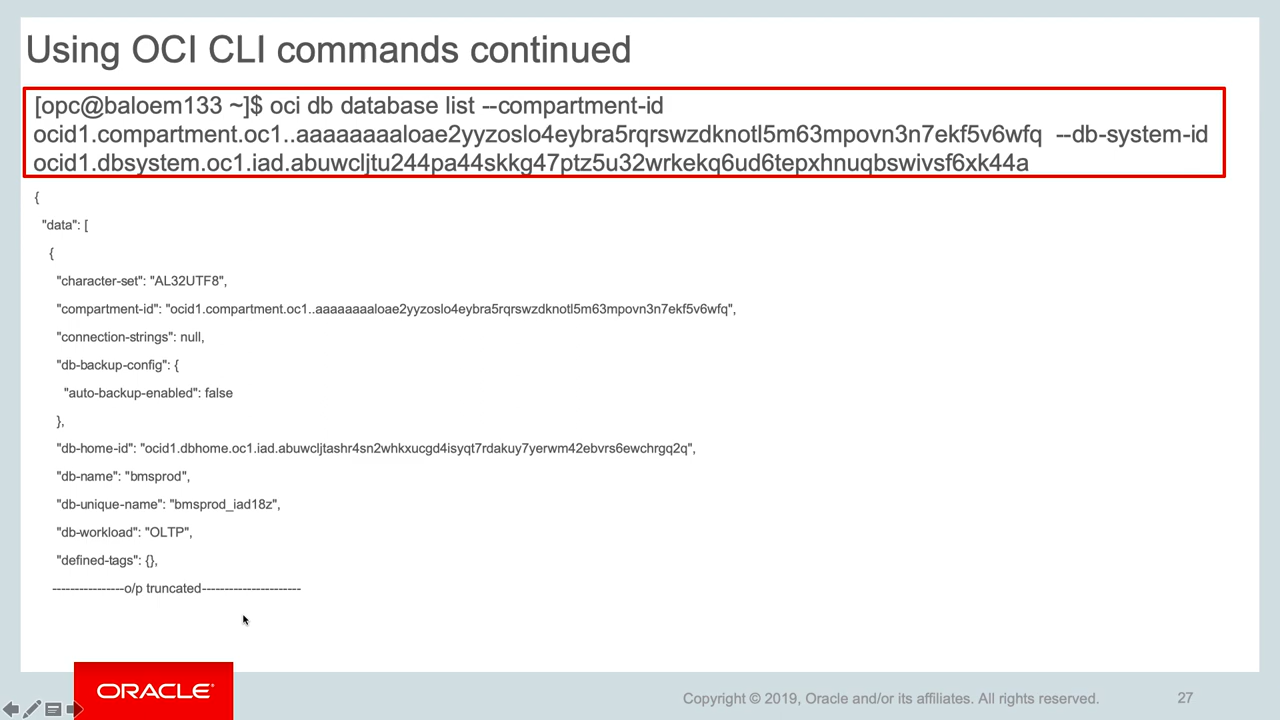 Using OCI CLI commands continued
[opc@baloem133 ~]$ oci db database list --compartment-id
ocid1.compartment.oc1..aaaaaaaaloae2yyzoslo4eybra5rqrswzdknotl5m63mpovn3n7ekf5v6wfq --db-system-id
ocid1.dbsystem.oc1.iad.abuwcljtu244pa44skkg47ptz5u32wrkekq6ud6tepxhnuqbswivsf6xk44a
{
"data": [
{
"character-set": "AL32UTF8",
"compartment-id": "ocid1.compartment.oc1..aaaaaaaaloae2yyzoslo4eybra5rqrswzdknotl5m63mpovn3n7ekf5v6wfq",
"connection-strings": null,
"db-backup-config": {
"auto-backup-enabled": false
},
"db-home-id": "ocid1.dbhome.oc1.iad.abuwcljtashr4sn2whkxucgd4isyqt7rdakuy7yerwm42ebvrs6ewchrgq2q",
"db-name": "bmsprod",
"db-unique-name": "bmsprod_iad18z",
"db-workload": "OLTP",
"defined-tags": {},
----------------o/p truncated----------------------
ORACLE®
Copyright © 2019, Oracle and/or its affiliates. All rights reserved.
27